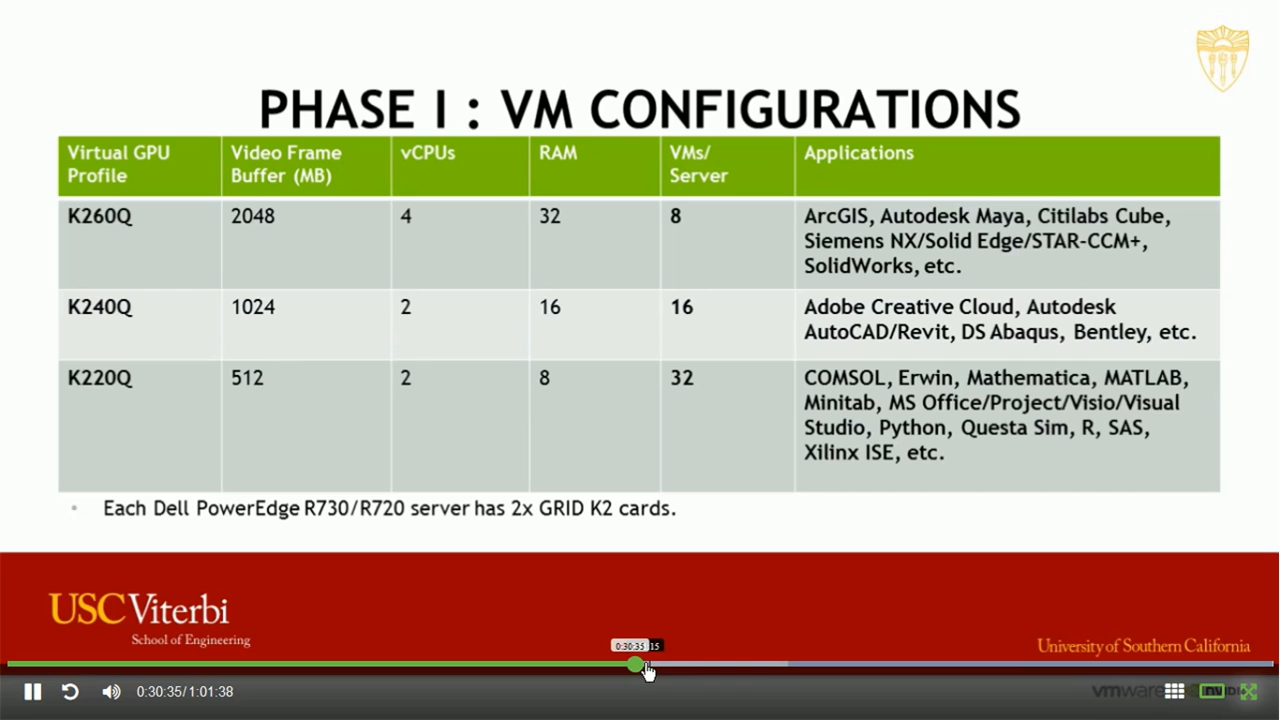 PHASE I : VM CONFIGURATIONS
Virtual GPU Profile | Video Frame Buffer (MB) | vCPUs | RAM | VMs/ Server | Applications
K260Q | 2048 | 4 | 32 | 8 | ArcGIS, Autodesk Maya, Citilabs Cube,
Siemens NX/Solid Edge/STAR-CCM+,
SolidWorks, etc.
K240Q | 1024 | 2 | 16 | 16 | Adobe Creative Cloud, Autodesk
AutoCAD/Revit, DS Abaqus, Bentley, etc.
K220Q | 512 | 2 | 8 | 32 | COMSOL, Erwin, Mathematica, MATLAB,
Minitab, MS Office/Project/Visio/Visual
Studio, Python, Questa Sim, R, SAS,
Xilinx ISE, etc.
• Each Dell PowerEdge R730/R720 server has 2x GRID K2 cards.
USC Viterbi
School of Engineering
University of Southern California
0:30:35
15
0:30:35/1:01:38
vmware